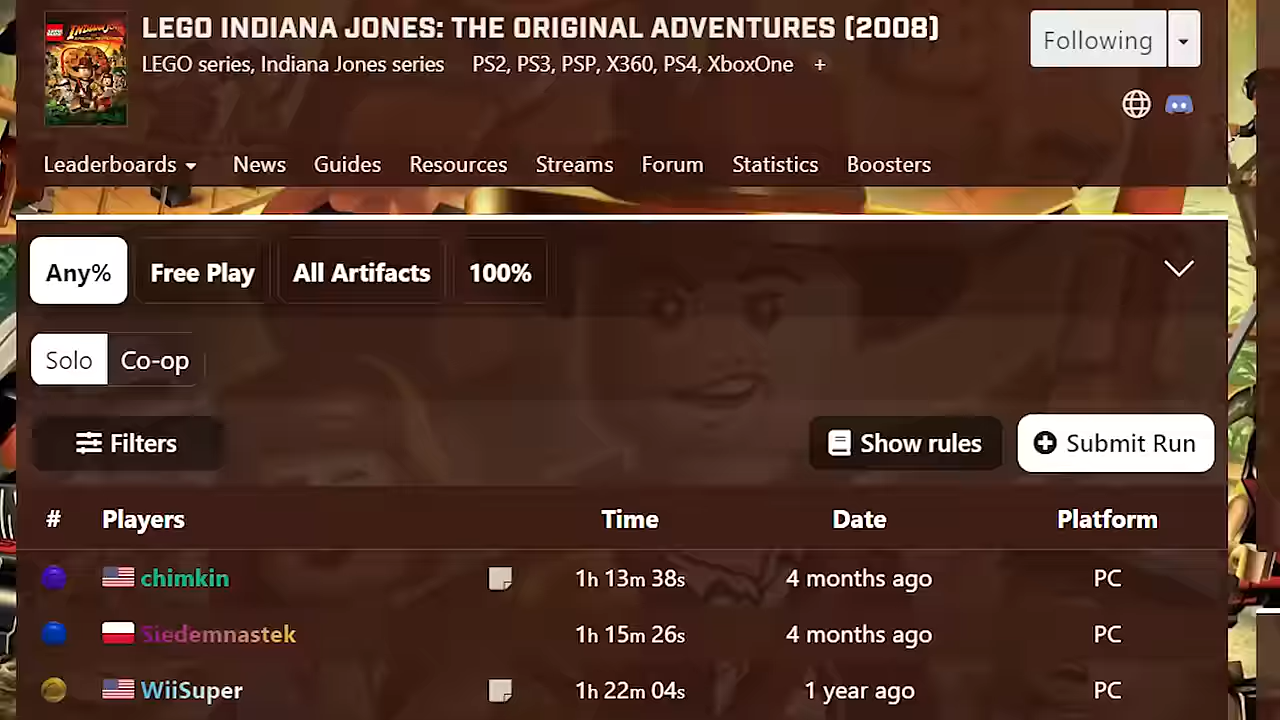 LEGO INDIANA JONES: THE ORIGINAL ADVENTURES (2008)
LEGO series, Indiana Jones series PS2, PS3, PSP, X360, PS4, XboxOne +
Following
Leaderboards News Guides Resources Streams Forum Statistics Boosters
Any% Free Play All Artifacts 100%
Solo Co-op
Filters Show rules Submit Run
# Players Time Date Platform
chimkin 1h 13m 38s 4 months ago PC
Siedemnastek 1h 15m 26s 4 months ago PC
WiiSuper 1h 22m 04s 1 year ago PC